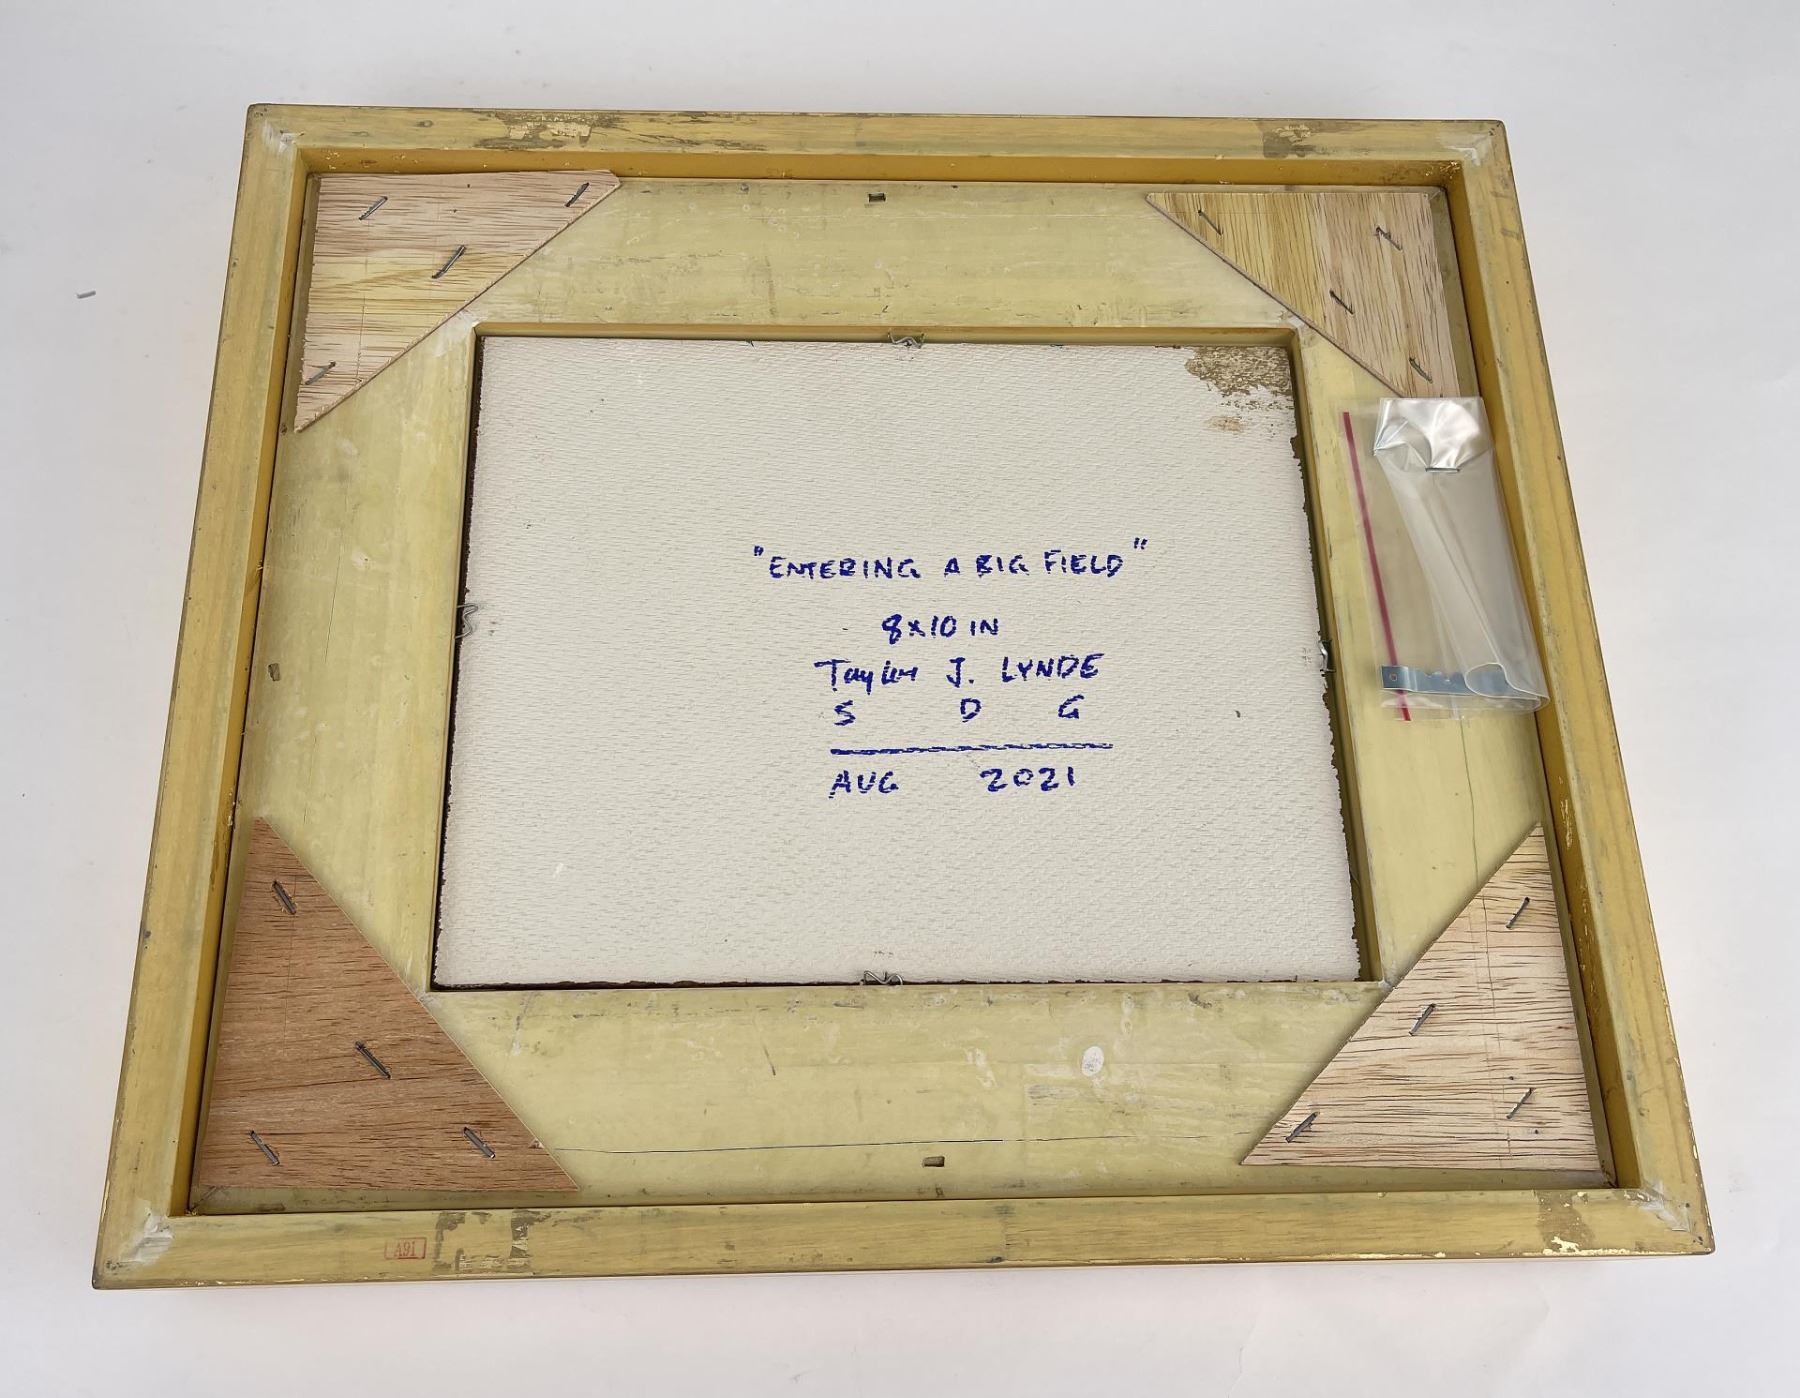 "ENTERING A BIG FIELD"
8x10 IN
Taylor J. LYNDE
S D G
AUG 2021
A91